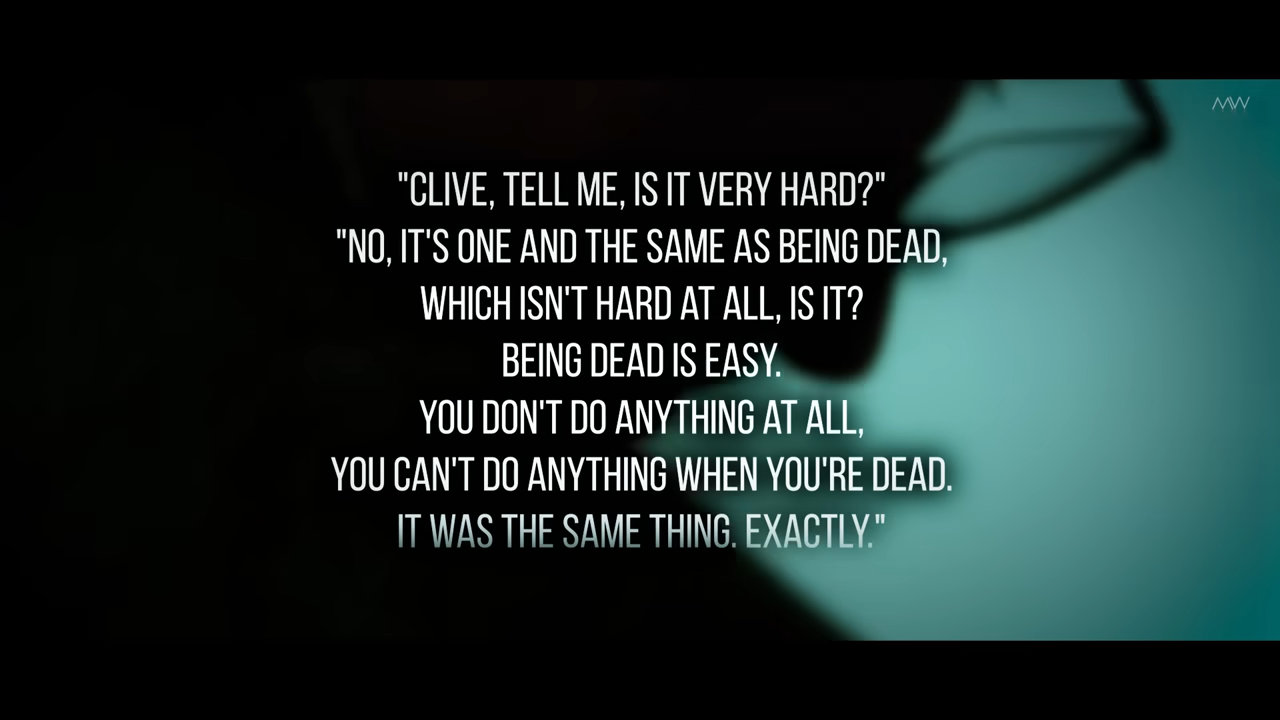 MW
"CLIVE, TELL ME, IS IT VERY HARD?"
"NO, IT'S ONE AND THE SAME AS BEING DEAD,
WHICH ISN'T HARD AT ALL, IS IT?
BEING DEAD IS EASY.
YOU DON'T DO ANYTHING AT ALL,
YOU CAN'T DO ANYTHING WHEN YOU'RE DEAD.
IT WAS THE SAME THING. EXACTLY."